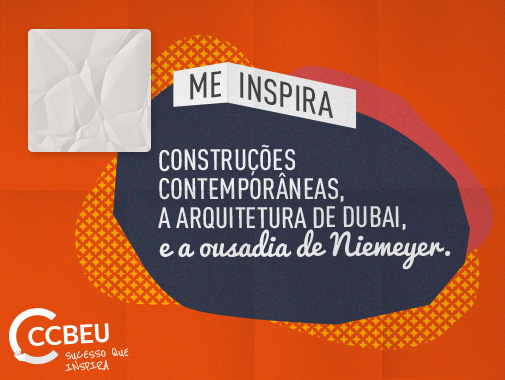 ME INSPIRA
CONSTRUÇÕES
CONTEMPORÂNEAS,
A ARQUITETURA DE DUBAI,
e a ousadia de Niemeyer.
CCBEU
SUCESSO QUE
INSPIRA